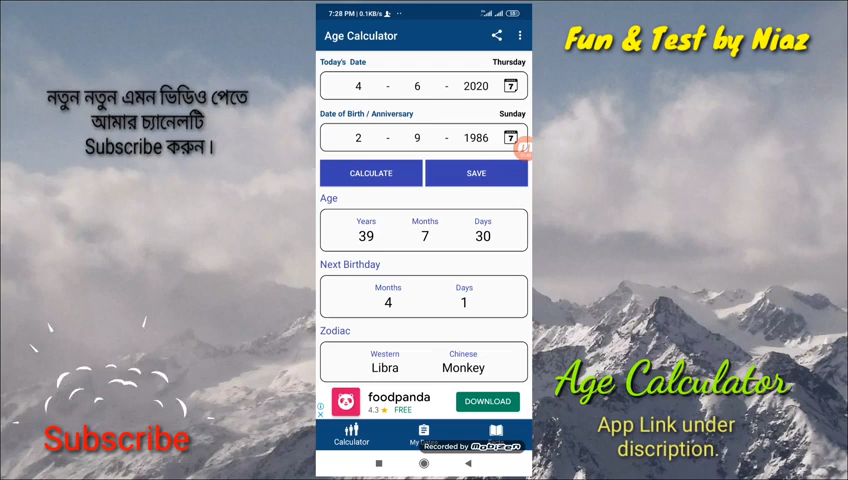 7:28 PM | 0.1KB/s
Age Calculator
Today's Date Thursday
4 - 6 - 2020
7
Date of Birth / Anniversary Sunday
2 - 9 - 1986
7
CALCULATE SAVE
Age
Years Months Days
39 7 30
Next Birthday
Months Days
4 1
Zodiac
Western Chinese
Libra Monkey
foodpanda
4.3 ★ FREE
DOWNLOAD
Calculator
Recorded by MOBIZEN
নতুন নতুন এমন ভিডিও পেতে
আমার চ্যানেলটি
Subscribe করুন।
Subscribe
Fun & Test by Niaz
Age Calculator
App Link under
discription.